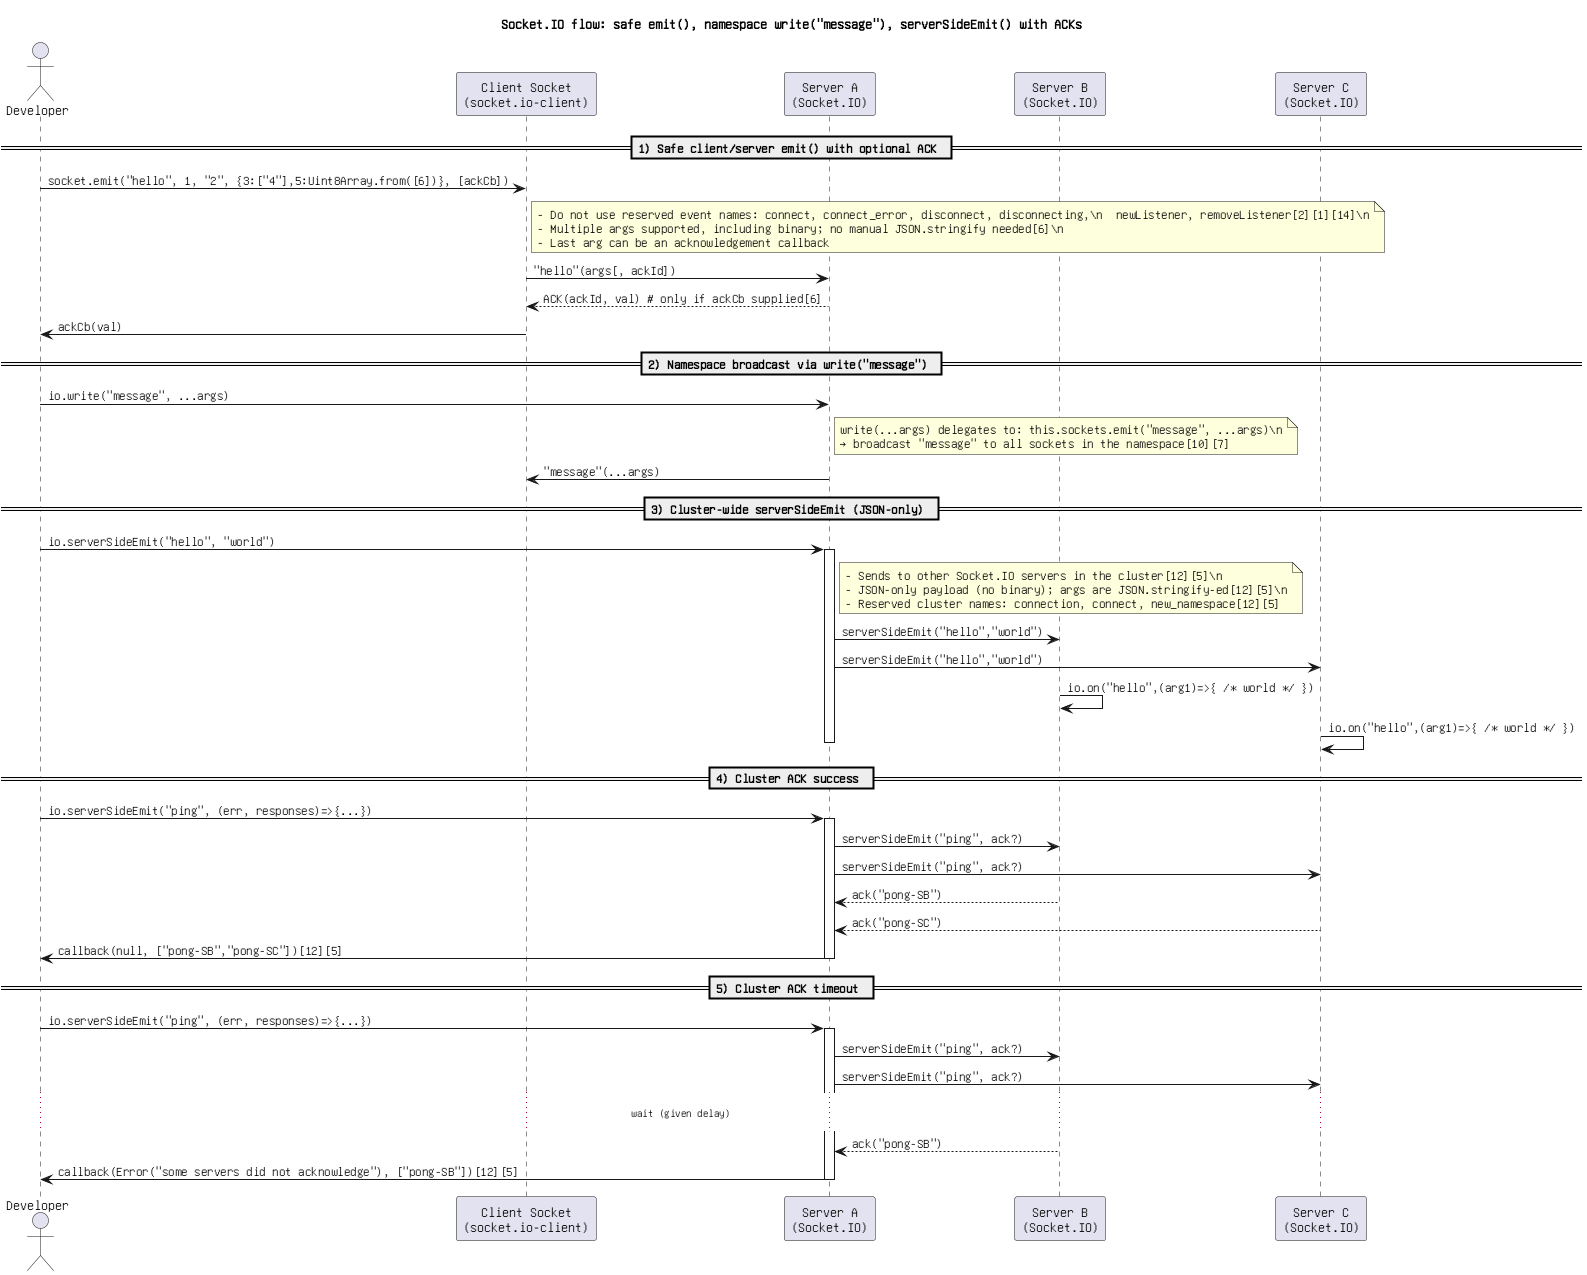 Socket.IO flow: safe emit(), namespace write("message"), serverSideEmit() with ACKs
Developer
Client Socket
(socket.io-client)
Server A
(Socket.IO)
Server B
(Socket.IO)
Server C
(Socket.IO)
1) Safe client/server emit() with optional ACK
socket.emit("hello", 1, "2", {3:["4"],5:Uint8Array.from([6])}, [ackCb])
- Do not use reserved event names: connect, connect_error, disconnect, disconnecting,\n  newListener, removeListener[2][1][14]\n
- Multiple args supported, including binary; no manual JSON.stringify needed[6]\n
- Last arg can be an acknowledgement callback
"hello"(args[, ackId])
ACK(ackId, val) # only if ackCb supplied[6]
ackCb(val)
2) Namespace broadcast via write("message")
io.write("message", ...args)
write(...args) delegates to: this.sockets.emit("message", ...args)\n
→ broadcast "message" to all sockets in the namespace[10][7]
"message"(...args)
3) Cluster-wide serverSideEmit (JSON-only)
io.serverSideEmit("hello", "world")
- Sends to other Socket.IO servers in the cluster[12][5]\n
- JSON-only payload (no binary); args are JSON.stringify-ed[12][5]\n
- Reserved cluster names: connection, connect, new_namespace[12][5]
serverSideEmit("hello","world")
serverSideEmit("hello","world")
io.on("hello",(arg1)=>{ /* world */ })
io.on("hello",(arg1)=>{ /* world */ })
4) Cluster ACK success
io.serverSideEmit("ping", (err, responses)=>{...})
serverSideEmit("ping", ack?)
serverSideEmit("ping", ack?)
ack("pong-SB")
ack("pong-SC")
callback(null, ["pong-SB","pong-SC"])[12][5]
5) Cluster ACK timeout
io.serverSideEmit("ping", (err, responses)=>{...})
serverSideEmit("ping", ack?)
serverSideEmit("ping", ack?)
wait (given delay)
ack("pong-SB")
callback(Error("some servers did not acknowledge"), ["pong-SB"])[12][5]
Developer
Client Socket
(socket.io-client)
Server A
(Socket.IO)
Server B
(Socket.IO)
Server C
(Socket.IO)